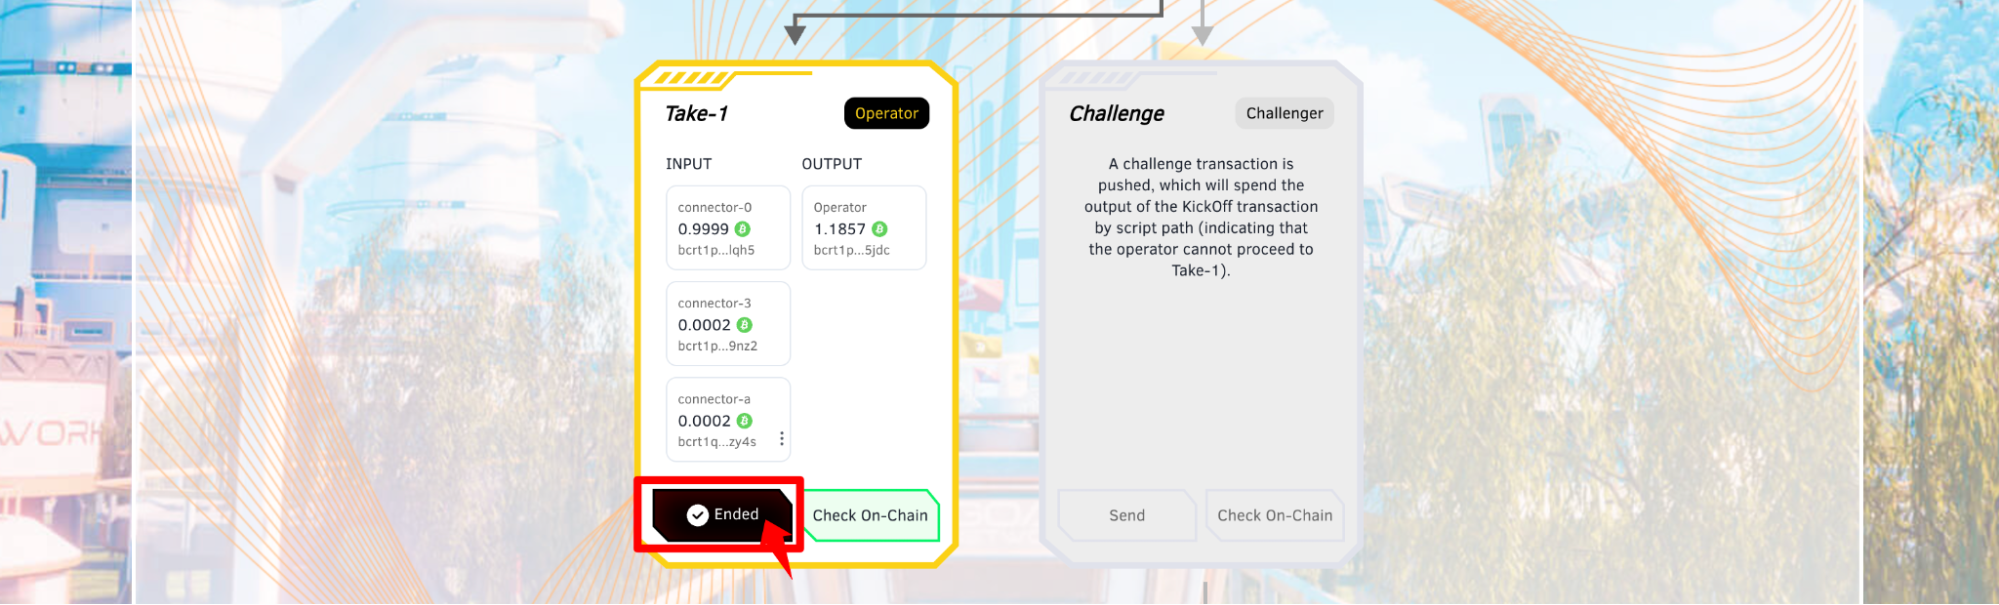 Take-1
Operator
INPUT
OUTPUT
connector-0
0.9999
bcrt1p...lqh5
Operator
1.1857
bcrt1p...5jdc
connector-3
0.0002
bcrt1p...9nz2
connector-a
0.0002
bcrt1q...zy4s
Ended
Check On-Chain
Challenge
Challenger
A challenge transaction is
pushed, which will spend the
output of the KickOff transaction
by script path (indicating that
the operator cannot proceed to
Take-1).
Send
Check On-Chain
WORK